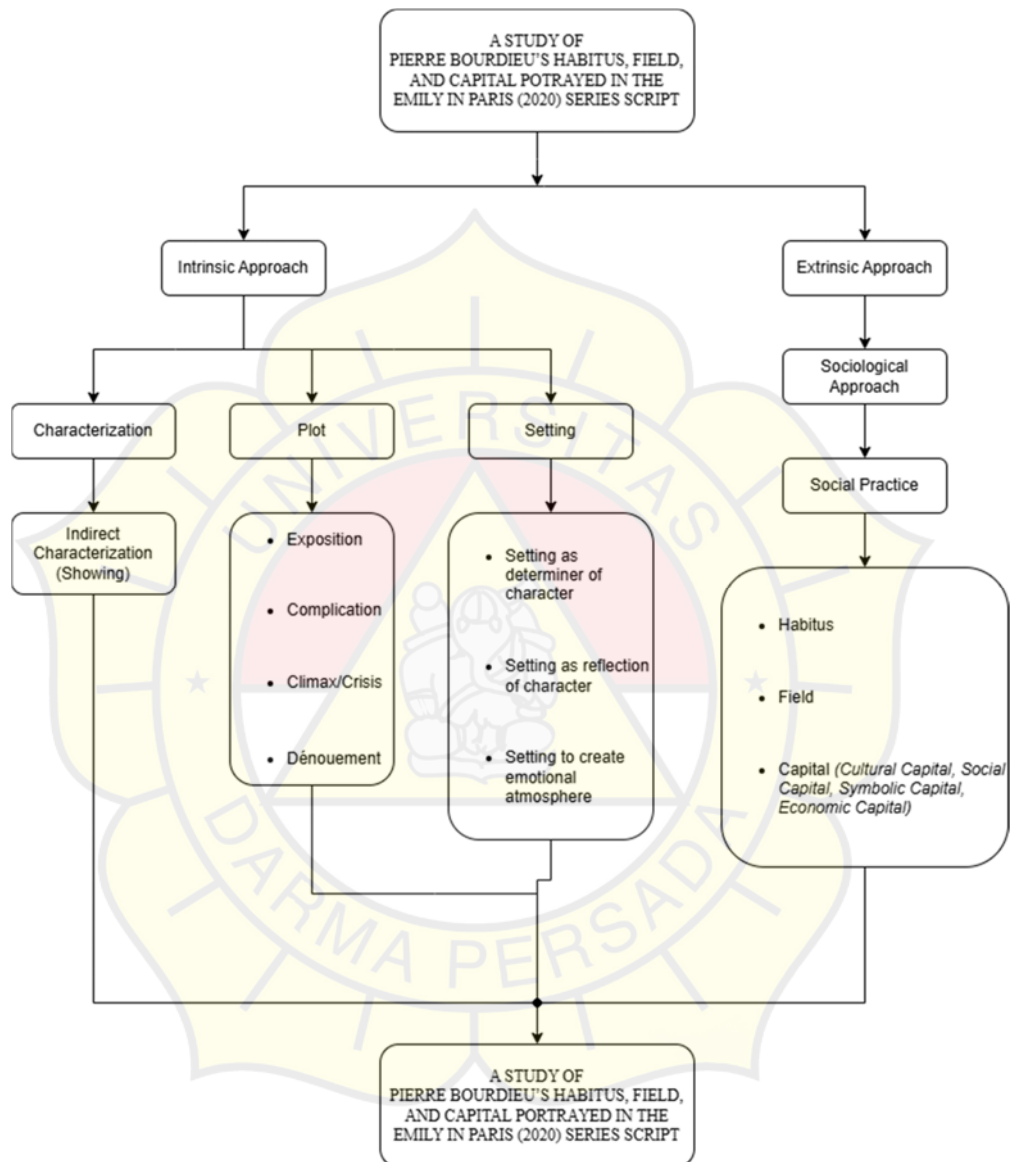 A STUDY OF
PIERRE BOURDIEU'S HABITUS, FIELD,
AND CAPITAL POTRAYED IN THE
EMILY IN PARIS (2020) SERIES SCRIPT
Intrinsic Approach
Extrinsic Approach
Sociological
Approach
Characterization
Plot
Setting
Social Practice
Indirect
Characterization
(Showing)
• Exposition
• Complication
• Climax/Crisis
• Dénouement
• Setting as
determiner of
character
• Setting as reflection
of character
• Setting to create
emotional
atmosphere
• Habitus
• Field
• Capital (Cultural Capital, Social
Capital, Symbolic Capital,
Economic Capital)
UNIVERSITAS
DARMA PERSADA
A STUDY OF
PIERRE BOURDIEU'S HABITUS, FIELD,
AND CAPITAL PORTRAYED IN THE
EMILY IN PARIS (2020) SERIES SCRIPT